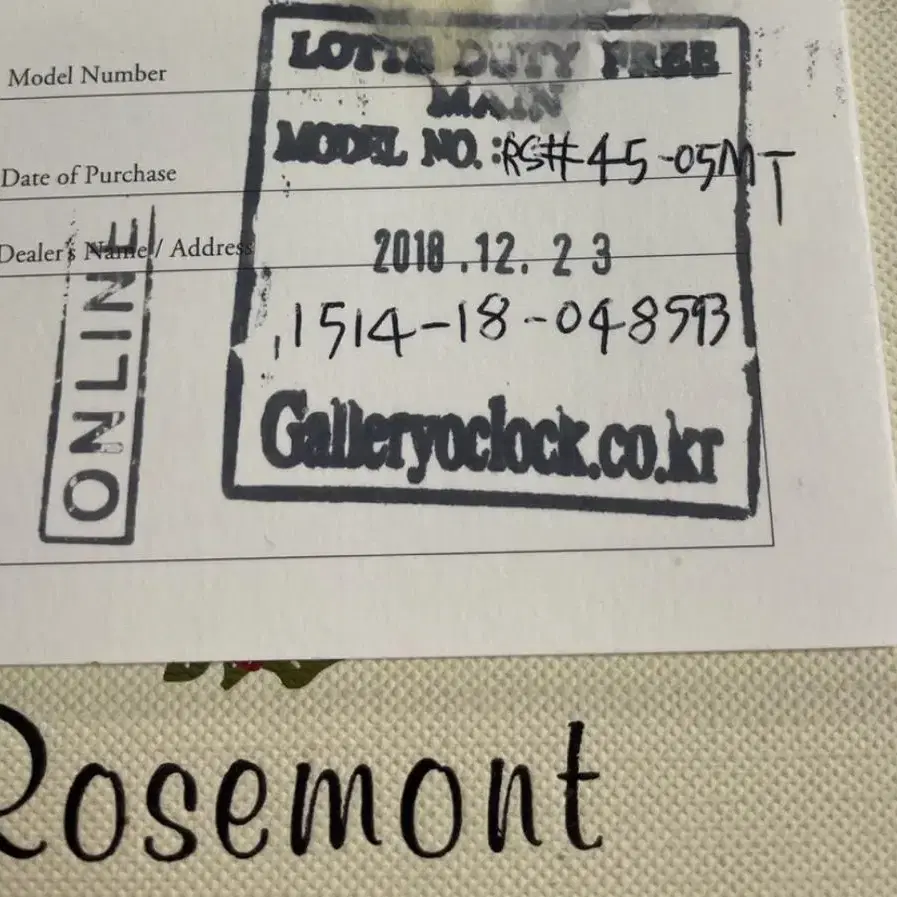 Model Number
Date of Purchase
Dealer's Name / Address
ONLINE
LOTTE DUTY FREE
MAIN
MODEL NO.:RS#45-05MT
2018.12.23
1514-18-048593
Galleryoclock.co.kr
Rosemont